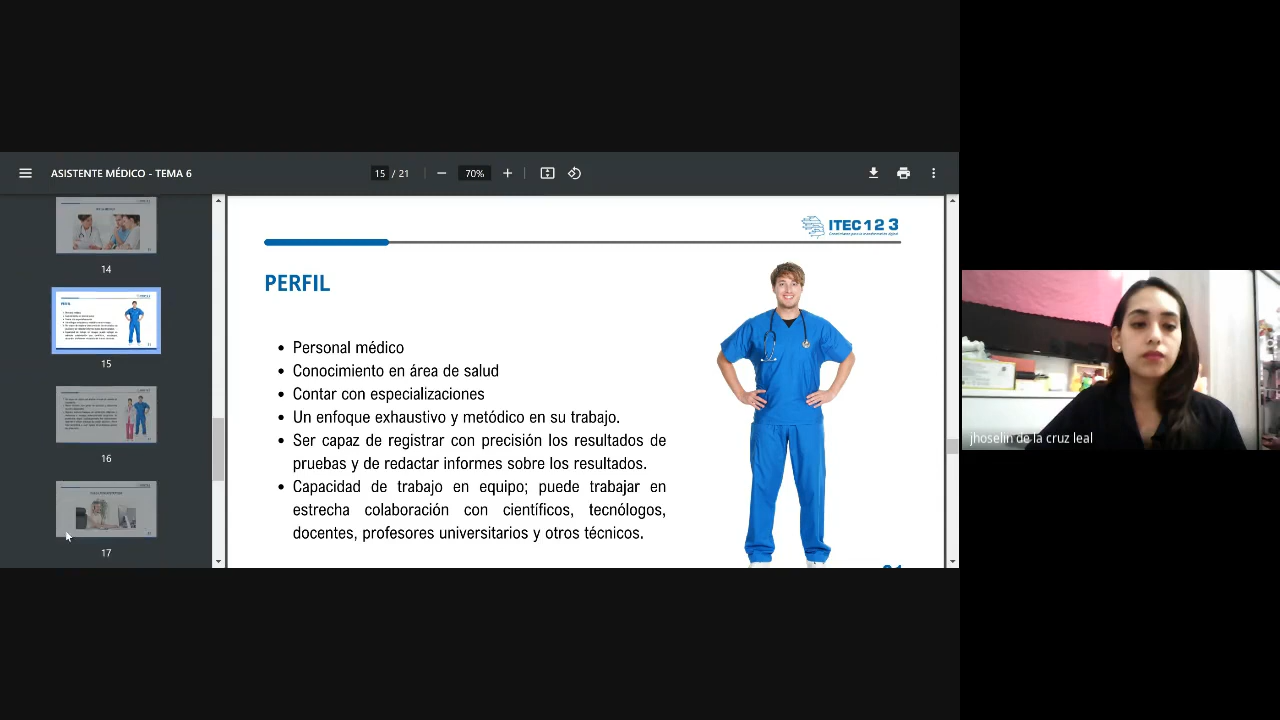 ASISTENTE MÉDICO - TEMA 6
15 / 21
70%
14
15
16
17
ITEC 1 2 3
PERFIL
• Personal médico
• Conocimiento en área de salud
• Contar con especializaciones
• Un enfoque exhaustivo y metódico en su trabajo.
• Ser capaz de registrar con precisión los resultados de
pruebas y de redactar informes sobre los resultados.
• Capacidad de trabajo en equipo; puede trabajar en
estrecha colaboración con científicos, tecnólogos,
docentes, profesores universitarios y otros técnicos.
jhoselin de la cruz leal